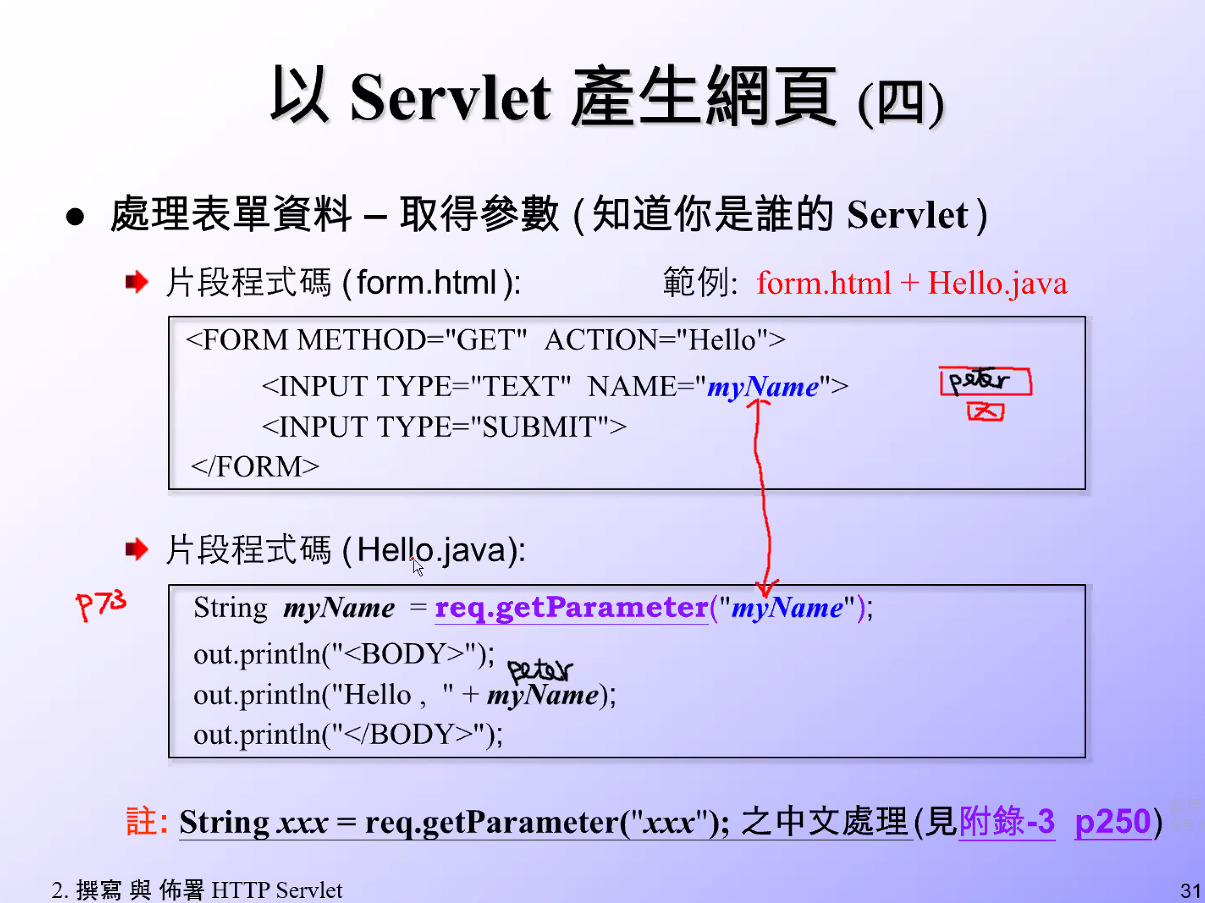 以 Servlet 產生網頁 (四)
處理表單資料 – 取得參數 ( 知道你是誰的 Servlet )
片段程式碼 ( form.html ): 範例: form.html + Hello.java
<FORM METHOD="GET" ACTION="Hello">
<INPUT TYPE="TEXT" NAME="myName"> peter
<INPUT TYPE="SUBMIT">
</FORM>
片段程式碼 ( Hello.java):
P73 String myName = req.getParameter("myName");
out.println("<BODY>");
peter
out.println("Hello , " + myName);
out.println("</BODY>");
註: String xxx = req.getParameter("xxx"); 之中文處理 (見附錄-3 p250)
2. 撰寫 與 佈署 HTTP Servlet 31